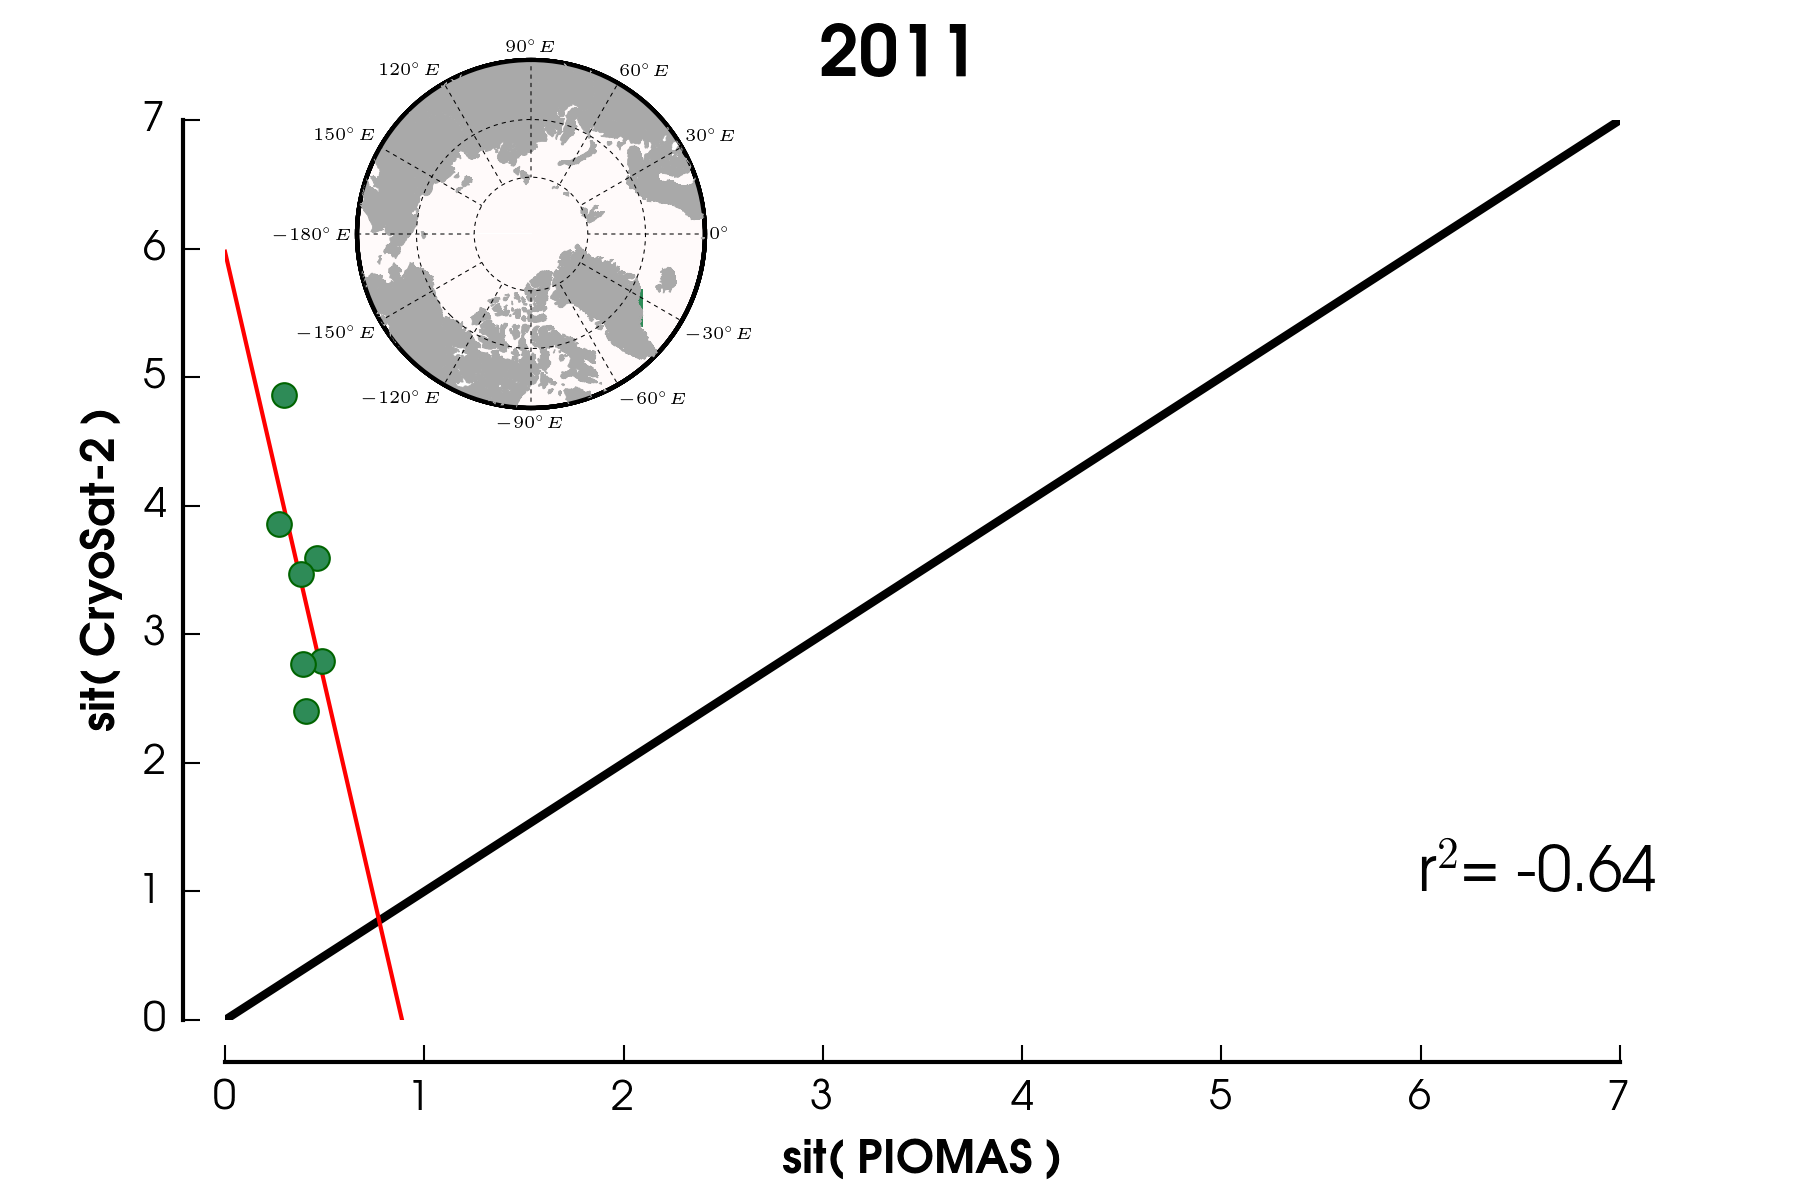 2011
90° E
120° E
60° E
150° E
30° E
−180° E
0°
−150° E
−30° E
−120° E
−60° E
−90° E
7
6
5
4
3
2
1
0
sit( CryoSat-2 )
r²= -0.64
0 1 2 3 4 5 6 7
sit( PIOMAS )